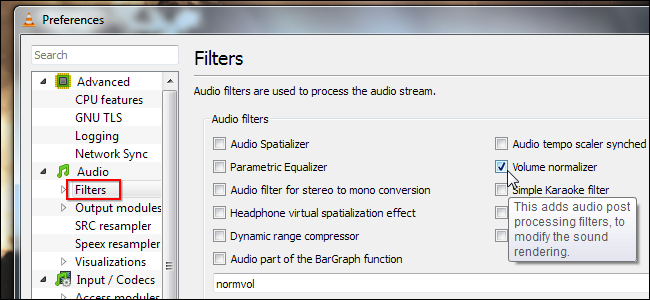 Preferences
Search
Advanced
CPU features
GNU TLS
Logging
Network Sync
Audio
Filters
Output modules
SRC resampler
Speex resampler
Visualizations
Input / Codecs
Access modules
Filters
Audio filters are used to process the audio stream.
Audio filters
Audio Spatializer
Audio tempo scaler synched
Parametric Equalizer
Volume normalizer
Audio filter for stereo to mono conversion
Simple Karaoke filter
Headphone virtual spatialization effect
Dynamic range compressor
Audio part of the BarGraph function
This adds audio post
processing filters, to
modify the sound
rendering.
normvol